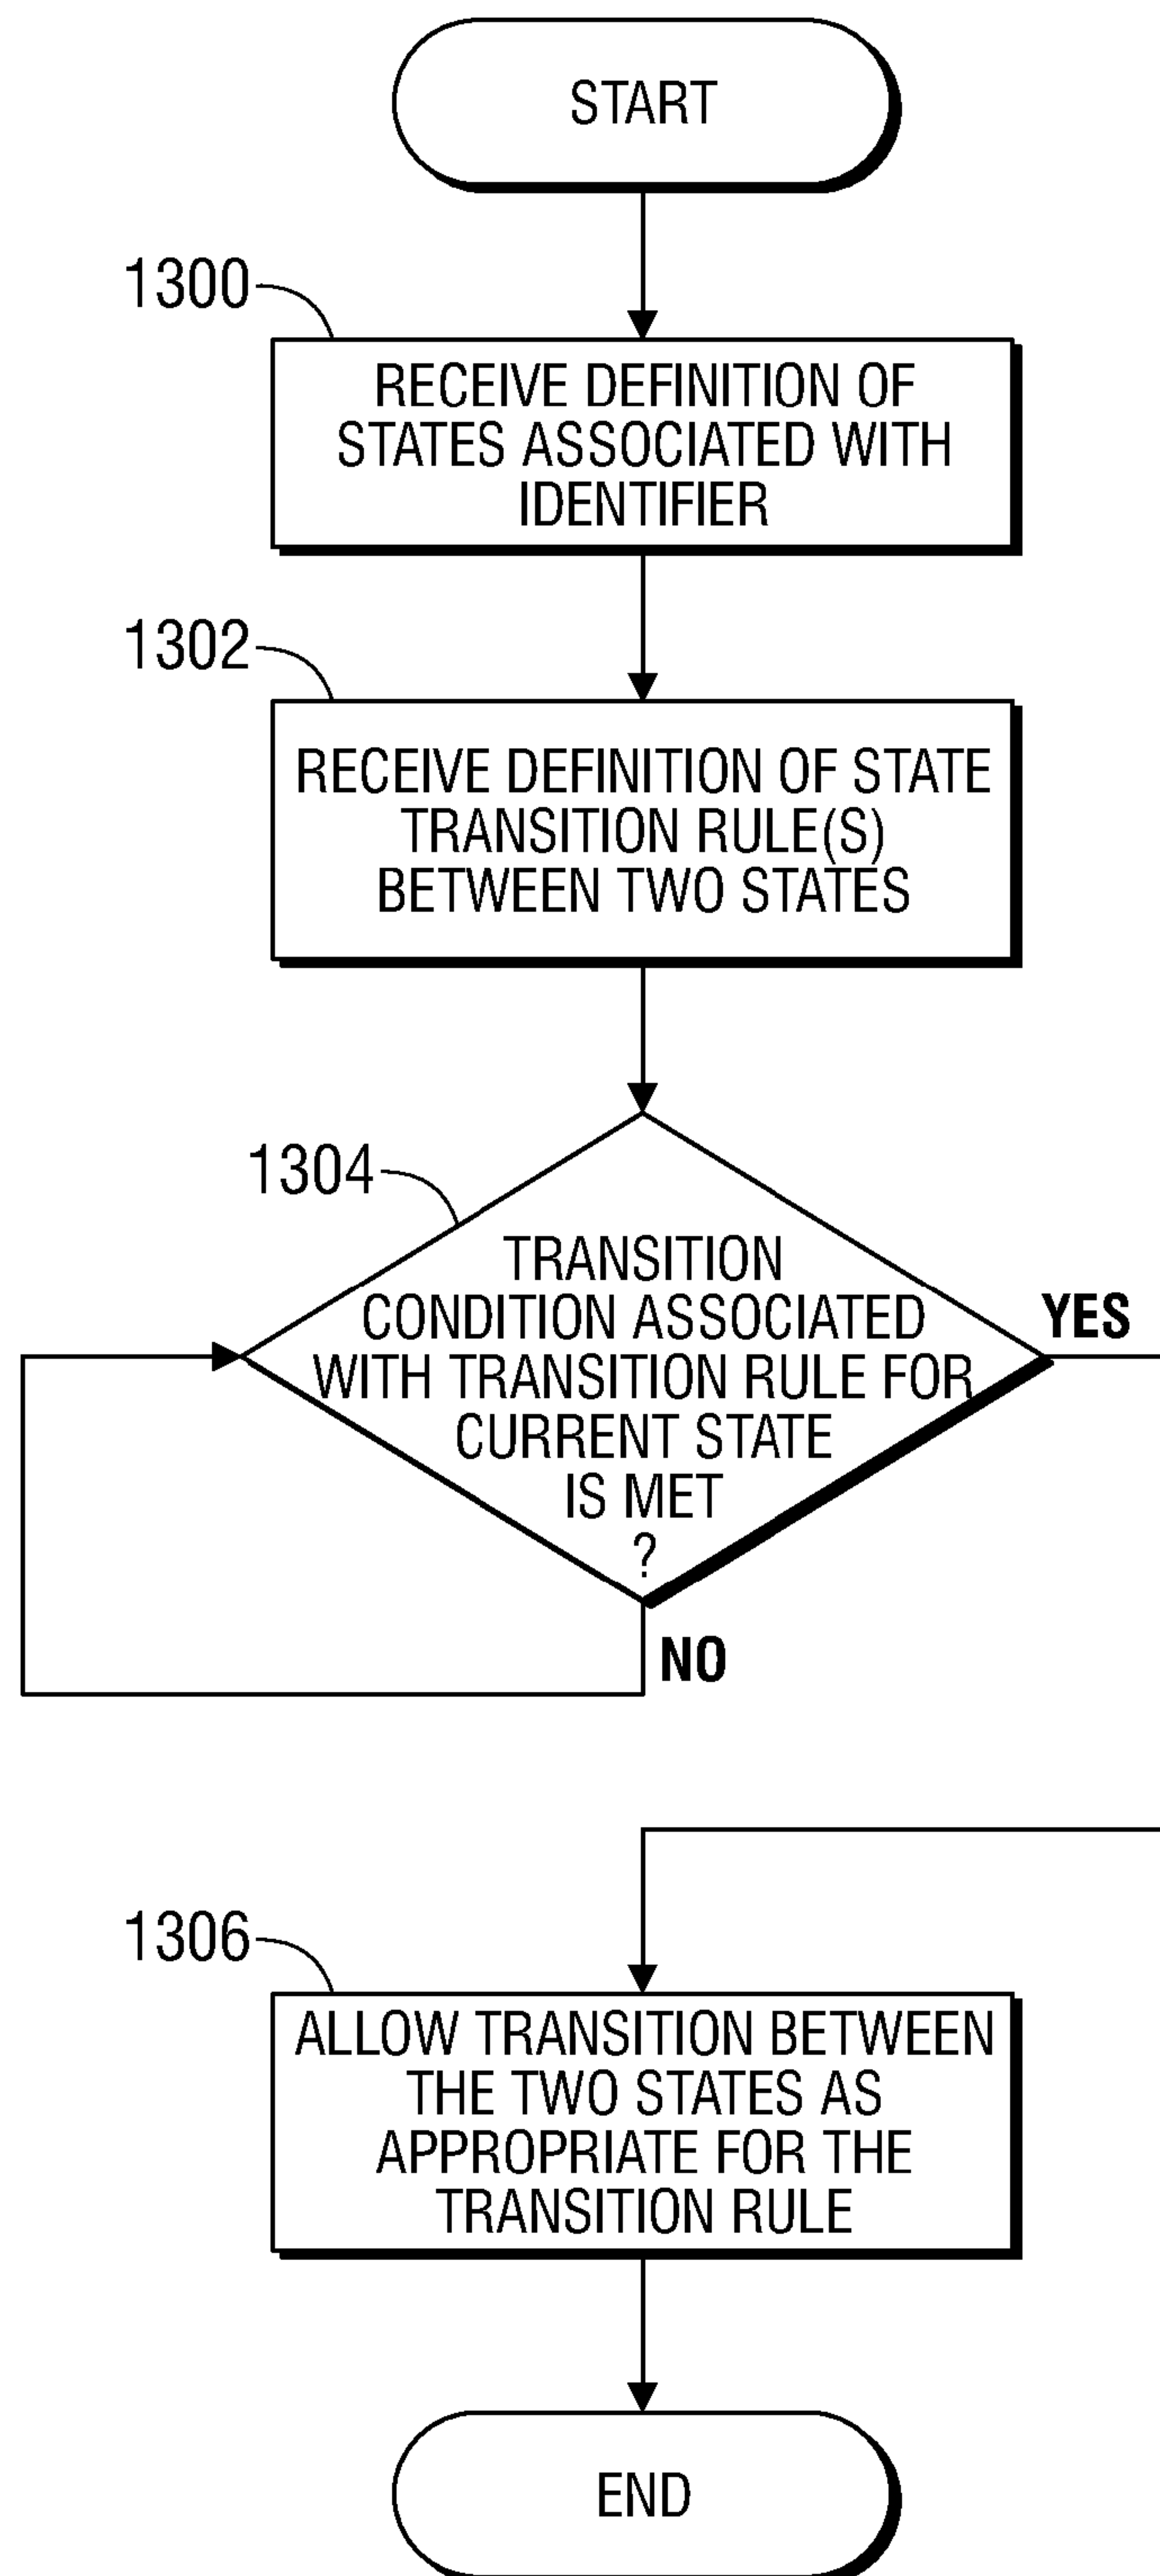 START
1300
RECEIVE DEFINITION OF
STATES ASSOCIATED WITH
IDENTIFIER
1302
RECEIVE DEFINITION OF STATE
TRANSITION RULE(S)
BETWEEN TWO STATES
1304
TRANSITION
CONDITION ASSOCIATED
WITH TRANSITION RULE FOR
CURRENT STATE
IS MET
?
YES
NO
1306
ALLOW TRANSITION BETWEEN
THE TWO STATES AS
APPROPRIATE FOR THE
TRANSITION RULE
END